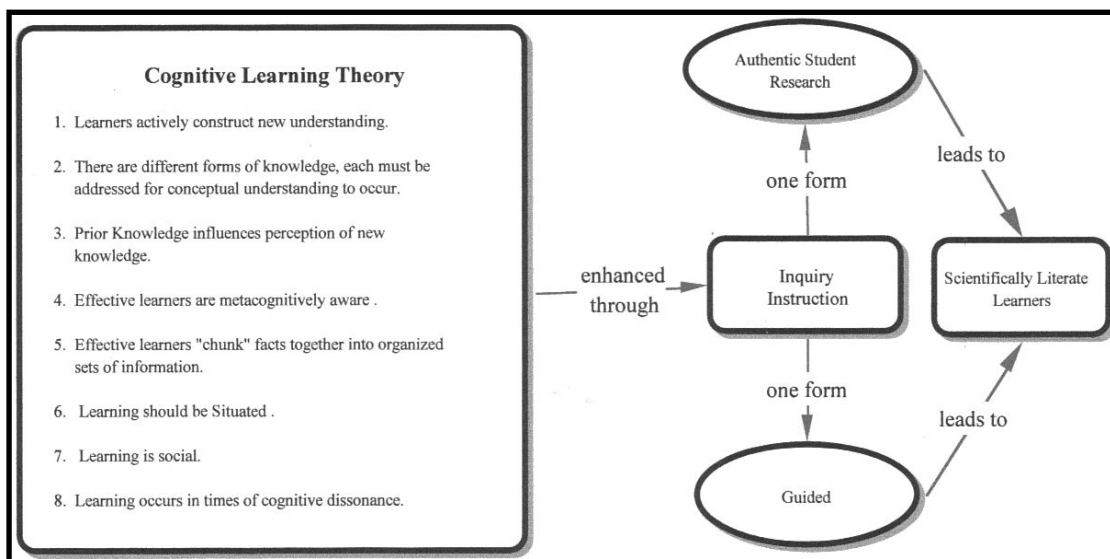 Cognitive Learning Theory
1. Learners actively construct new understanding.
2. There are different forms of knowledge, each must be
addressed for conceptual understanding to occur.
3. Prior Knowledge influences perception of new
knowledge.
4. Effective learners are metacognitively aware .
5. Effective learners "chunk" facts together into organized
sets of information.
6. Learning should be Situated .
7. Learning is social.
8. Learning occurs in times of cognitive dissonance.
enhanced
through
Authentic Student
Research
one form
Inquiry
Instruction
one form
Guided
leads to
Scientifically Literate
Learners
leads to